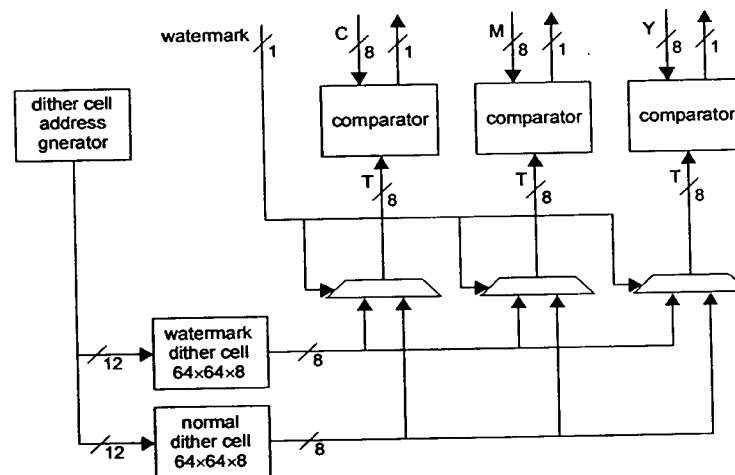 watermark
1
C
8
1
M
8
1
Y
8
1
dither cell
address
gnerator
comparator
comparator
comparator
T
8
T
8
T
8
watermark
dither cell
64×64×8
12
8
normal
dither cell
64×64×8
12
8